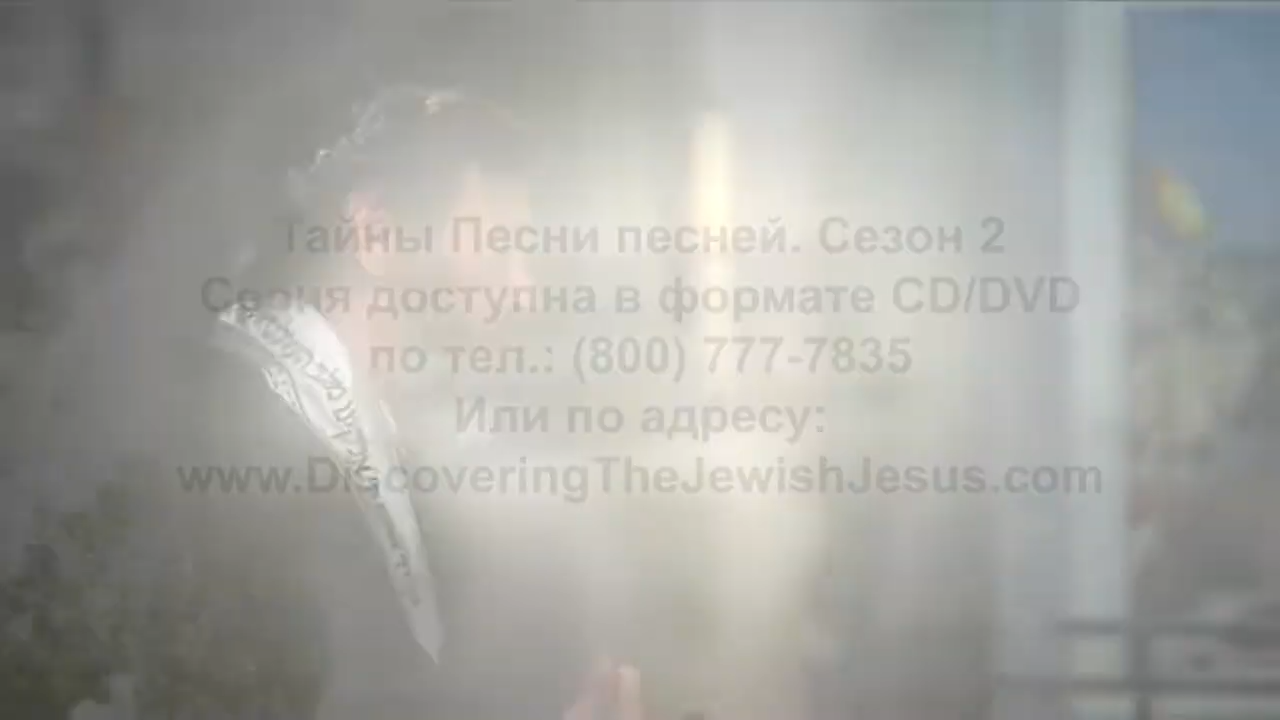 Тайны Песни песней. Сезон 2
Серия доступна в формате CD/DVD
по тел.: (800) 777-7835
Или по адресу:
www.DiscoveringTheJewishJesus.com